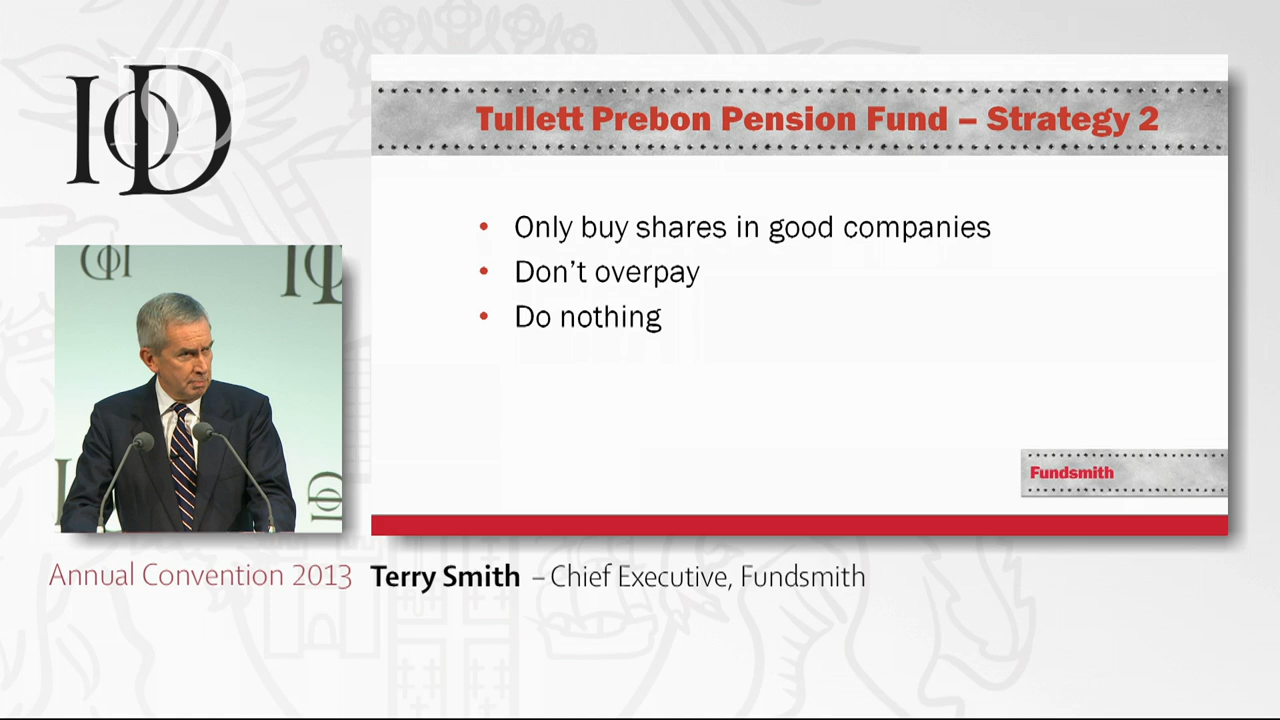 IoD
Tullett Prebon Pension Fund – Strategy 2
• Only buy shares in good companies
• Don't overpay
• Do nothing
Fundsmith
Annual Convention 2013
Terry Smith – Chief Executive, Fundsmith